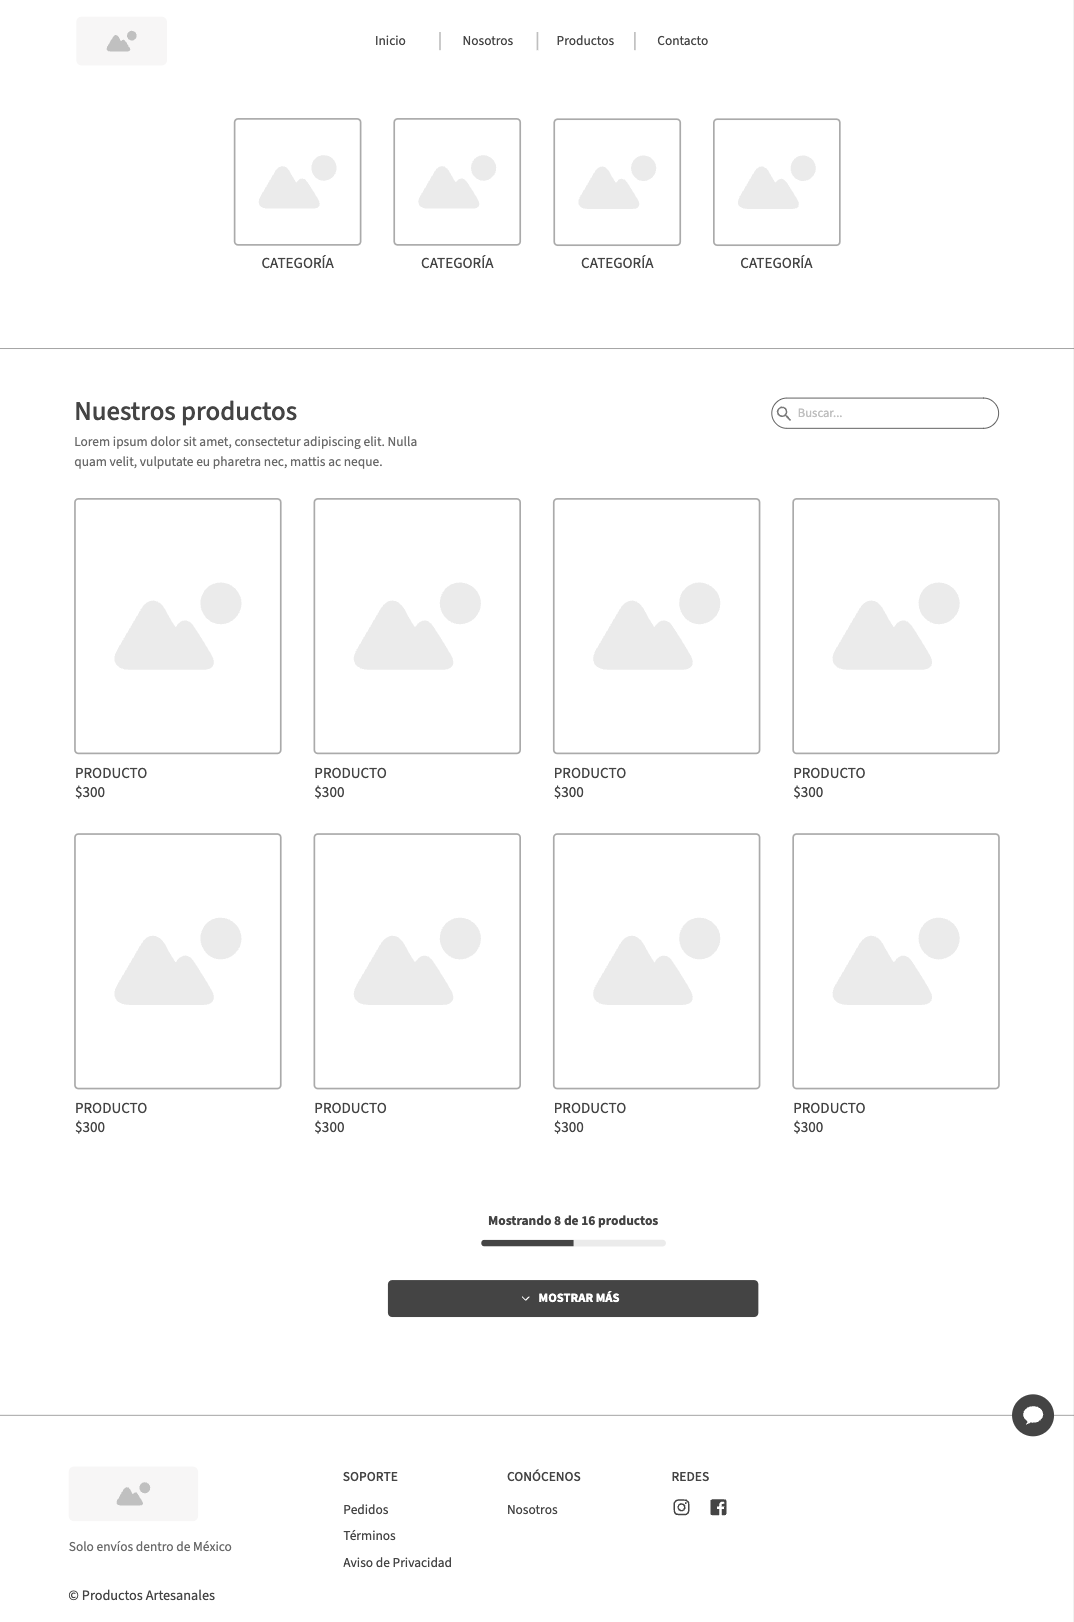 Inicio
Nosotros
Productos
Contacto
CATEGORÍA
CATEGORÍA
CATEGORÍA
CATEGORÍA
Nuestros productos
Buscar...
Lorem ipsum dolor sit amet, consectetur adipiscing elit. Nulla
quam velit, vulputate eu pharetra nec, mattis ac neque.
PRODUCTO
$300
PRODUCTO
$300
PRODUCTO
$300
PRODUCTO
$300
PRODUCTO
$300
PRODUCTO
$300
PRODUCTO
$300
PRODUCTO
$300
Mostrando 8 de 16 productos
MOSTRAR MÁS
Solo envíos dentro de México
© Productos Artesanales
SOPORTE
Pedidos
Términos
Aviso de Privacidad
CONÓCENOS
Nosotros
REDES